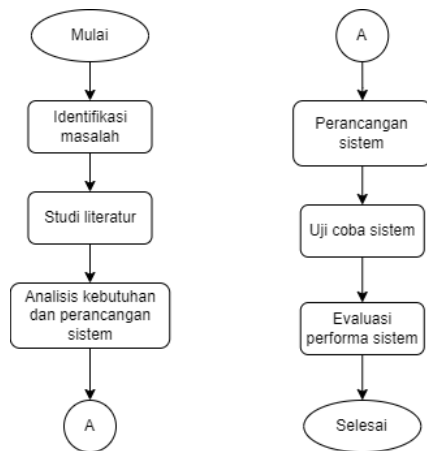 Mulai
Identifikasi
masalah
Studi literatur
Analisis kebutuhan
dan perancangan
sistem
A
A
Perancangan
sistem
Uji coba sistem
Evaluasi
performa sistem
Selesai